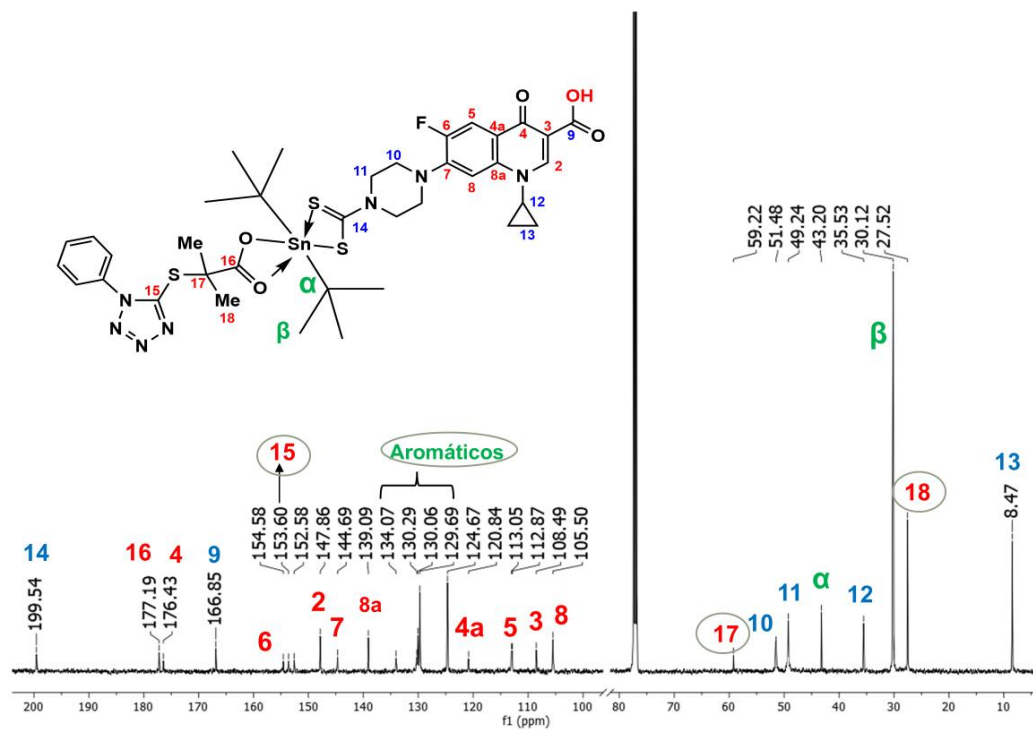 O
OH
F
6
5
4a
4
3
9
O
10
11
7
8
8a
2
N
N
N
12
13
S
14
S
O
Sn
Me
S
16
17
O
α
15
Me
18
N
N
N
N
β
59.22
51.48
49.24
43.20
35.53
30.12
27.52
β
15
Aromáticos
18
13
8.47
154.58
153.60
152.58
147.86
144.69
139.09
134.07
130.29
130.06
129.69
124.67
120.84
113.05
112.87
108.49
105.50
14
199.54
16
4
177.19
176.43
9
166.85
6
2
7
8a
4a
5
3
8
17
10
11
α
12
200 190 180 170 160 150 140 130 120 110 100 80 70 60 50 40 30 20 10
f1 (ppm)